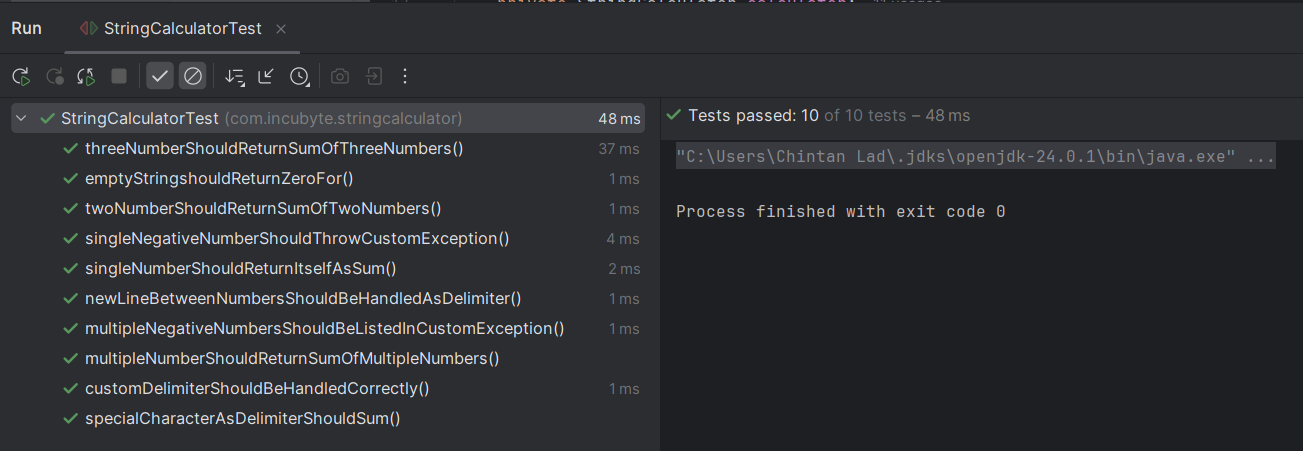 Run StringCalculatorTest
StringCalculatorTest (com.incubyte.stringcalculator) 48 ms
threeNumberShouldReturnSumOfThreeNumbers() 37 ms
emptyStringshouldReturnZeroFor() 1 ms
twoNumberShouldReturnSumOfTwoNumbers() 1 ms
singleNegativeNumberShouldThrowCustomException() 4 ms
singleNumberShouldReturnItselfAsSum() 2 ms
newLineBetweenNumbersShouldBeHandledAsDelimiter() 1 ms
multipleNegativeNumbersShouldBeListedInCustomException() 1 ms
multipleNumberShouldReturnSumOfMultipleNumbers()
customDelimiterShouldBeHandledCorrectly() 1 ms
specialCharacterAsDelimiterShouldSum()
Tests passed: 10 of 10 tests – 48 ms
"C:\Users\Chintan Lad\.jdks\openjdk-24.0.1\bin\java.exe" ...
Process finished with exit code 0